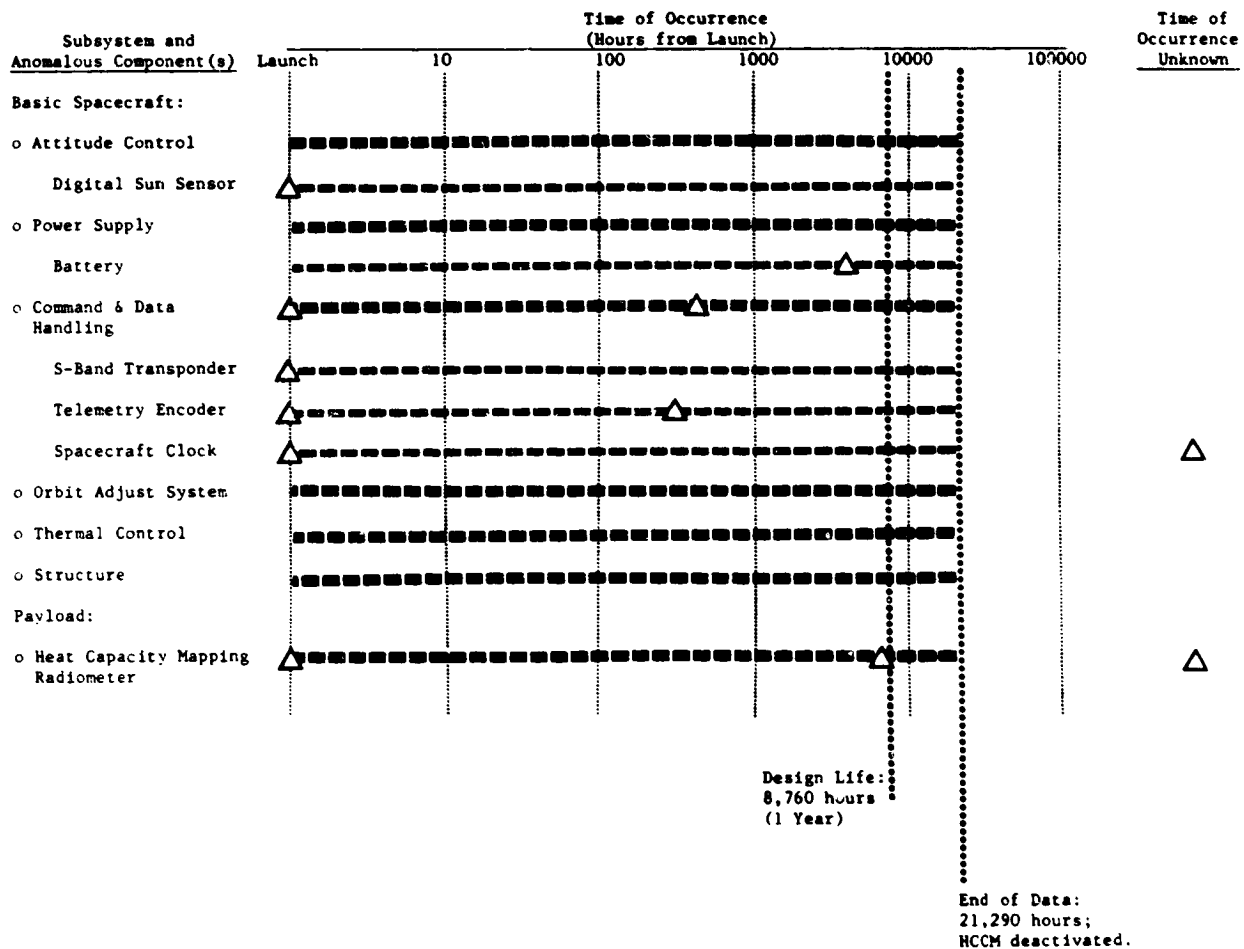 Time of Occurrence
(Hours from Launch)
Time of
Occurrence
Unknown
Subsystem and
Anomalous Component(s)
Launch 10 100 1000 10000 100000
Basic Spacecraft:
o Attitude Control
Digital Sun Sensor
o Power Supply
Battery
o Command & Data
Handling
S-Band Transponder
Telemetry Encoder
Spacecraft Clock
o Orbit Adjust System
o Thermal Control
o Structure
Payload:
o Heat Capacity Mapping
Radiometer
Design Life:
8,760 hours
(1 Year)
End of Data:
21,290 hours;
HCCM deactivated.